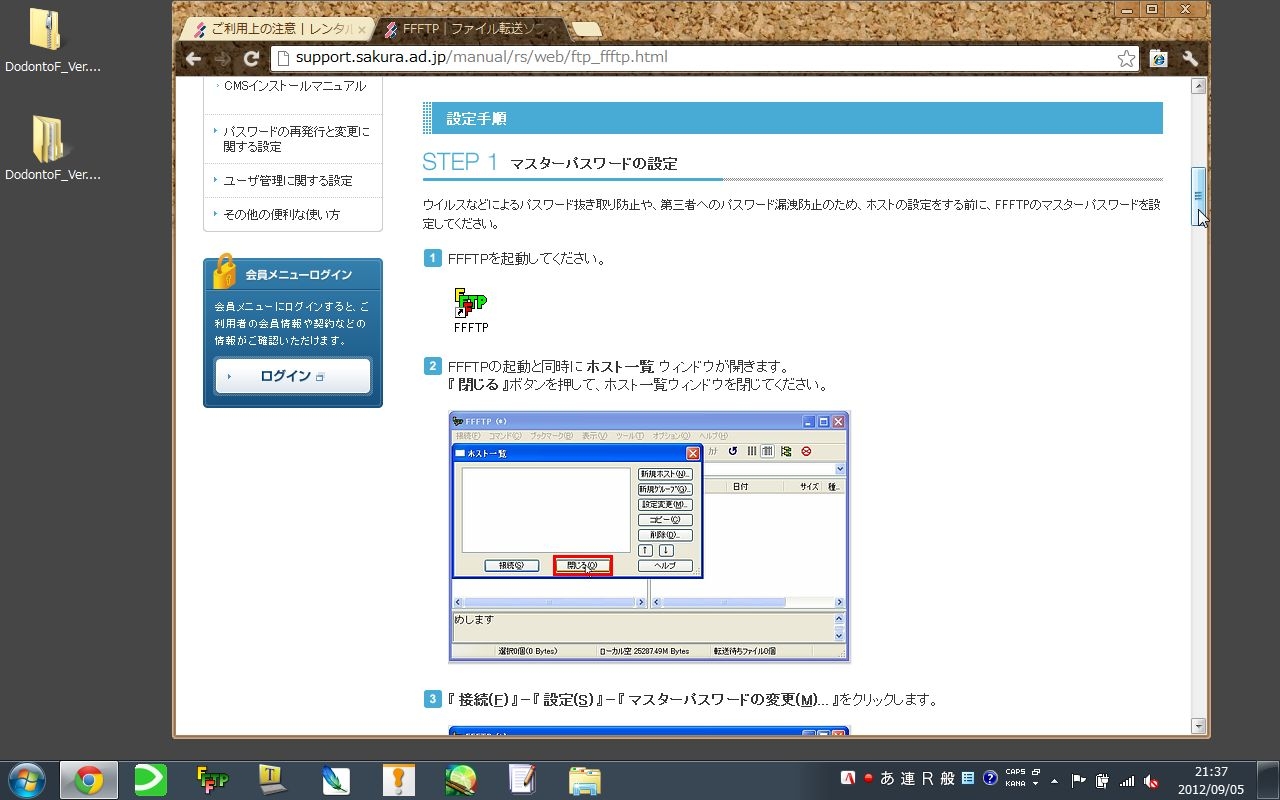 DodontoF_Ver....
DodontoF_Ver....
ご利用上の注意 | レンタル
FFFTP | ファイル転送ソフ
support.sakura.ad.jp/manual/rs/web/ftp_ffftp.html
CMSインストールマニュアル
パスワードの再発行と変更に
関する設定
ユーザ管理に関する設定
その他の便利な使い方
会員メニューログイン
会員メニューにログインすると、ご
利用者の会員情報や契約などの
情報がご確認いただけます。
ログイン
設定手順
STEP 1 マスターパスワードの設定
ウイルスなどによるパスワード抜き取り防止や、第三者へのパスワード漏洩防止のため、ホストの設定をする前に、FFFTPのマスターパスワードを設
定してください。
1 FFFTPを起動してください。
FFFTP
2 FFFTPの起動と同時に ホスト一覧 ウィンドウが開きます。
『 閉じる 』ボタンを押して、ホスト一覧ウィンドウを閉じてください。
FFFTP (*)
接続(F) コマンド(C) ブックマーク(B) 表示(V) ツール(T) オプション(O) ヘルプ(H)
ホスト一覧
新規ホスト(N)...
新規グループ(G)...
設定変更(M)...
コピー(C)
削除(D)...
↑ ↓
接続(S) 閉じる(O) ヘルプ
日付 サイズ 種..
めします
選択0個(0 Bytes) ローカル空 25287.49M Bytes 転送待ちファイル0個
3 『 接続(F) 』－『 設定(S) 』－『 マスターパスワードの変更(M)... 』をクリックします。
あ 連 R 般
CAPS
KANA
21:37
2012/09/05